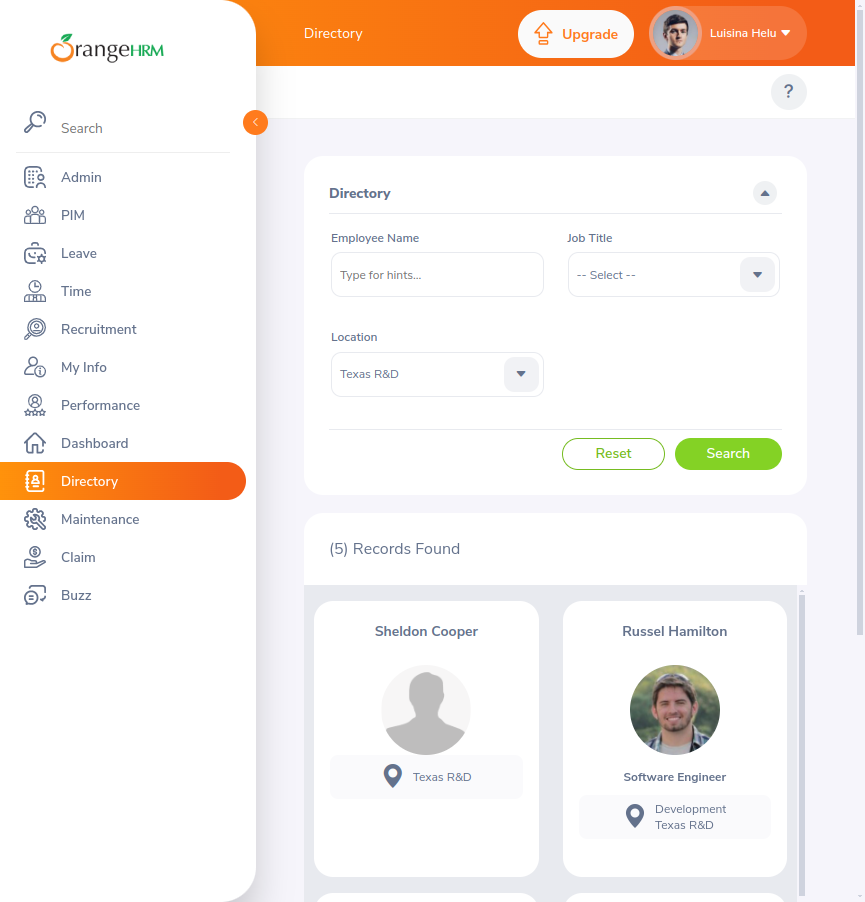 OrangeHRM
Directory
Upgrade
Luisina Helu
?
Search
Admin
PIM
Leave
Time
Recruitment
My Info
Performance
Dashboard
Directory
Maintenance
Claim
Buzz
Directory
Employee Name
Job Title
Type for hints...
-- Select --
Location
Texas R&D
Reset
Search
(5) Records Found
Sheldon Cooper
Texas R&D
Russel Hamilton
Software Engineer
Development
Texas R&D